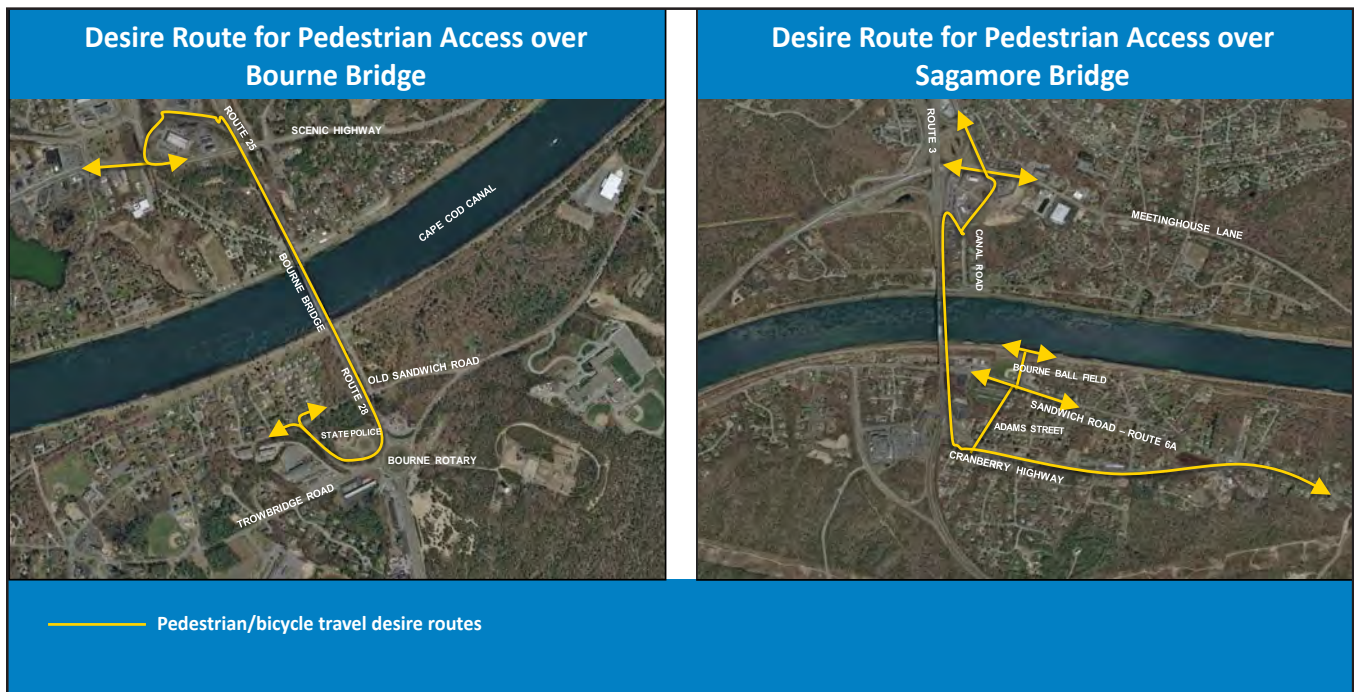 Desire Route for Pedestrian Access over
Bourne Bridge
ROUTE 25
SCENIC HIGHWAY
CAPE COD CANAL
BOURNE BRIDGE
OLD SANDWICH ROAD
ROUTE 28
STATE POLICE
BOURNE ROTARY
TROWBRIDGE ROAD
Desire Route for Pedestrian Access over
Sagamore Bridge
ROUTE 3
MEETINGHOUSE LANE
CANAL ROAD
BOURNE BALL FIELD
SANDWICH ROAD – ROUTE 6A
ADAMS STREET
CRANBERRY HIGHWAY
Pedestrian/bicycle travel desire routes